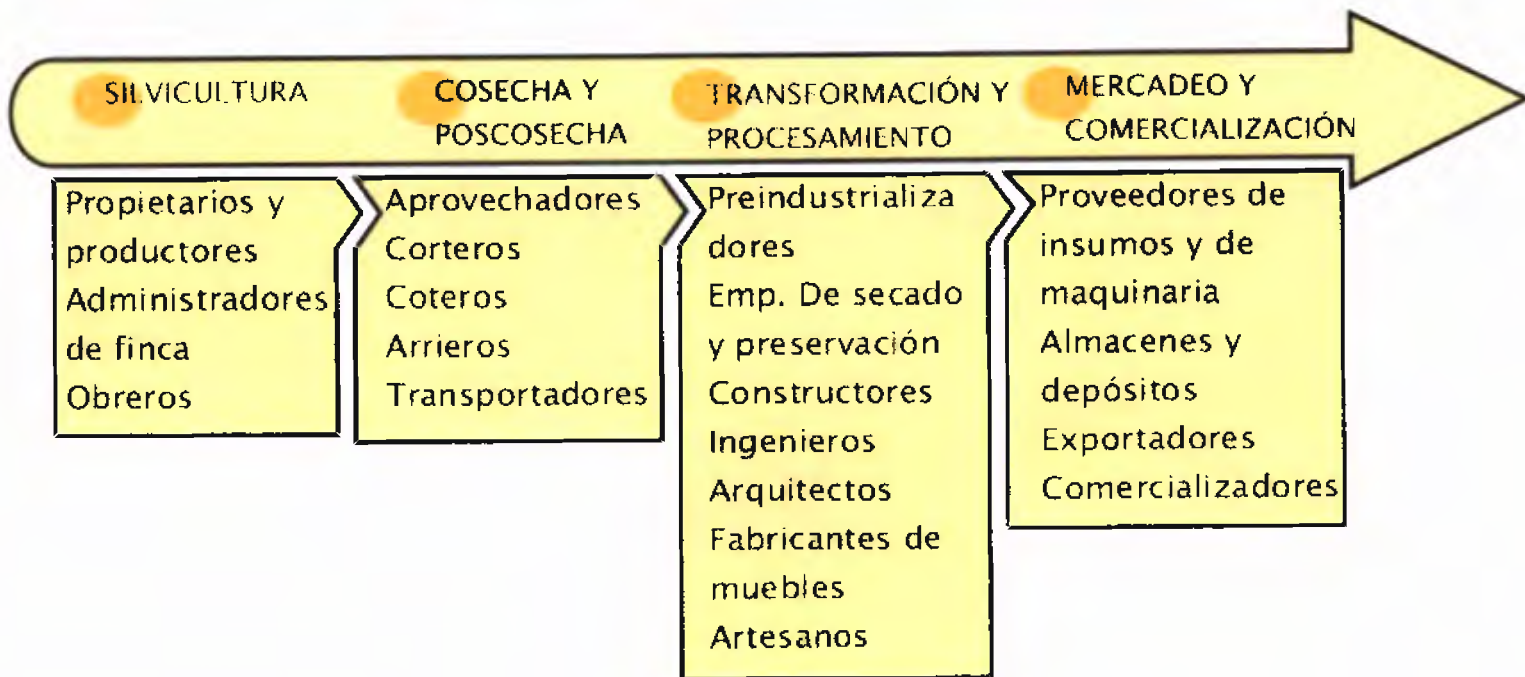 SILVICULTURA
COSECHA Y
POSCOSECHA
TRANSFORMACIÓN Y
PROCESAMIENTO
MERCADEO Y
COMERCIALIZACIÓN
Propietarios y
productores
Administradores
de finca
Obreros
Aprovechadores
Corteros
Coteros
Arrieros
Transportadores
Preindustrializa
dores
Emp. De secado
y preservación
Constructores
Ingenieros
Arquitectos
Fabricantes de
muebles
Artesanos
Proveedores de
insumos y de
maquinaria
Almacenes y
depósitos
Exportadores
Comercializadores